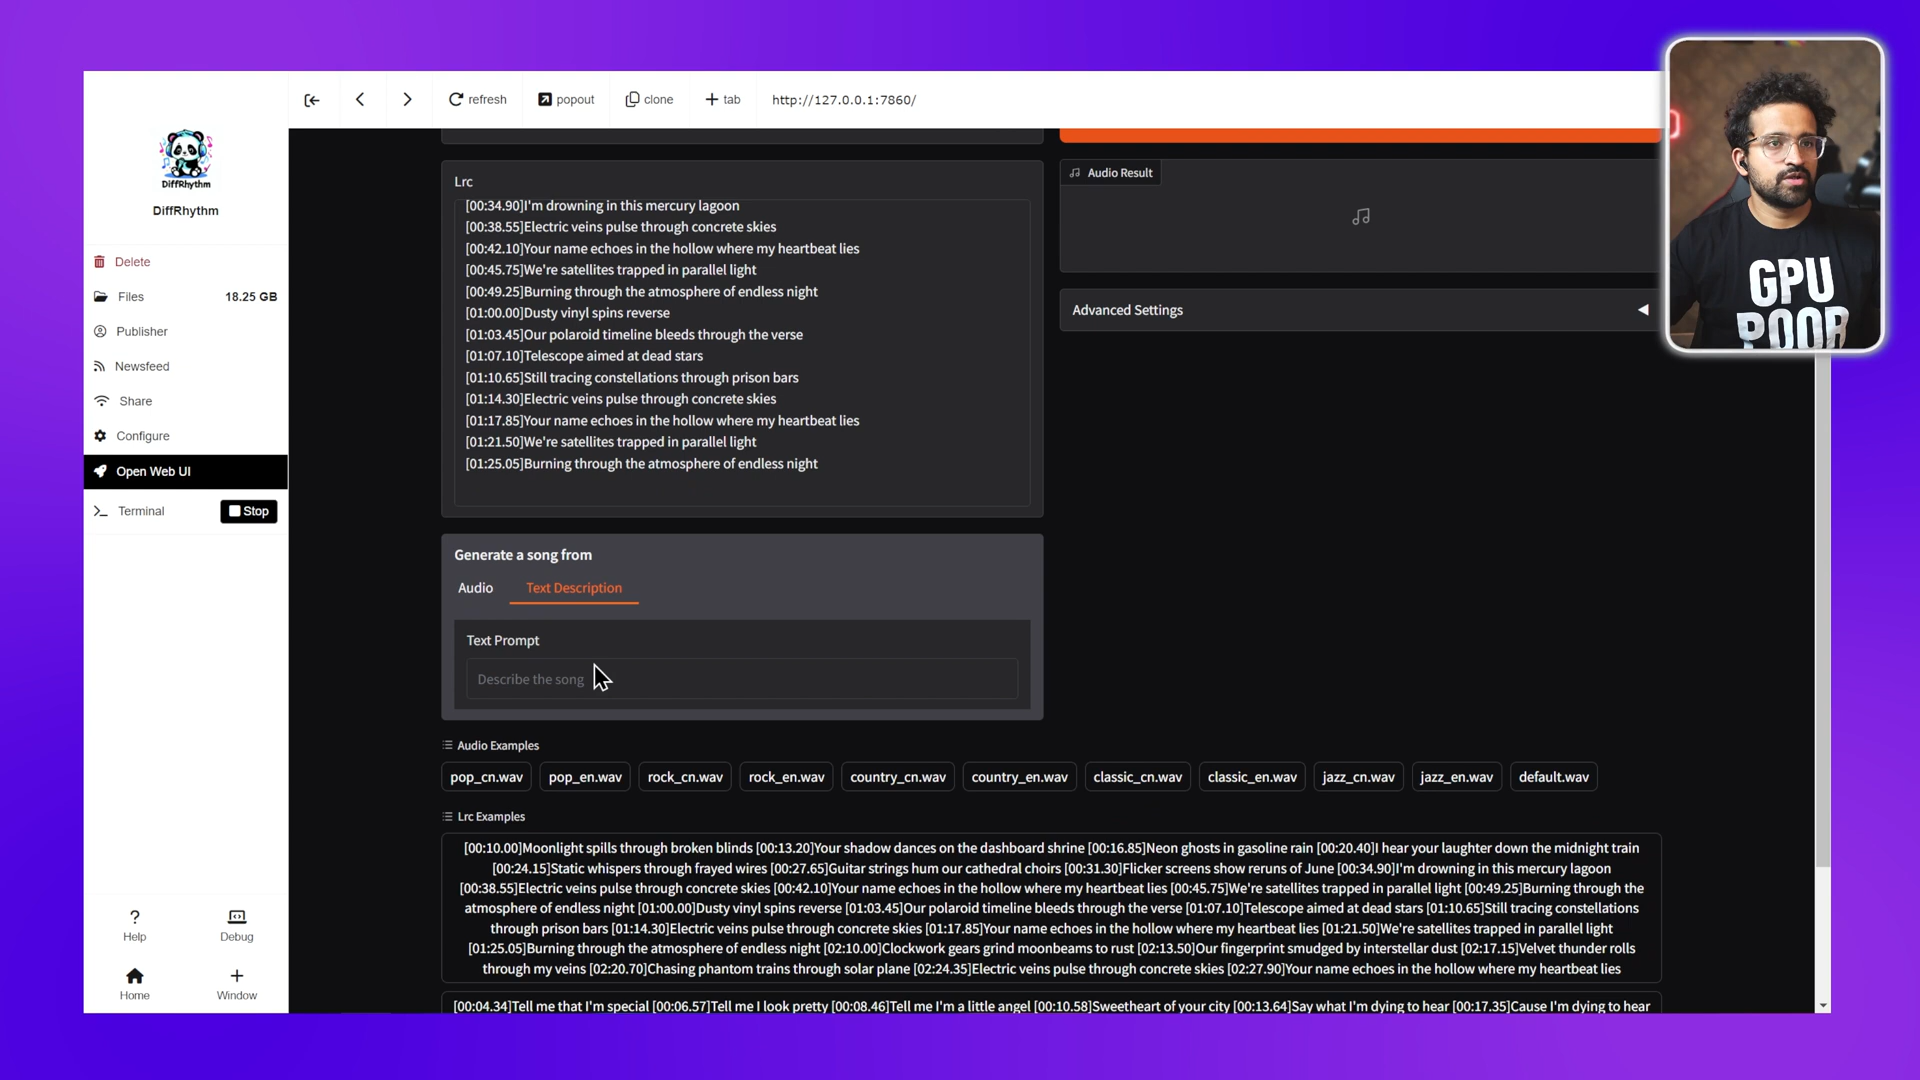 refresh
popout
clone
tab
http://127.0.0.1:7860/
DiffRhythm
DiffRhythm
Delete
Files 18.25 GB
Publisher
Newsfeed
Share
Configure
Open Web UI
Terminal Stop
? Help
Debug
Home
Window
Lrc
[00:34.90]I'm drowning in this mercury lagoon
[00:38.55]Electric veins pulse through concrete skies
[00:42.10]Your name echoes in the hollow where my heartbeat lies
[00:45.75]We're satellites trapped in parallel light
[00:49.25]Burning through the atmosphere of endless night
[01:00.00]Dusty vinyl spins reverse
[01:03.45]Our polaroid timeline bleeds through the verse
[01:07.10]Telescope aimed at dead stars
[01:10.65]Still tracing constellations through prison bars
[01:14.30]Electric veins pulse through concrete skies
[01:17.85]Your name echoes in the hollow where my heartbeat lies
[01:21.50]We're satellites trapped in parallel light
[01:25.05]Burning through the atmosphere of endless night
Audio Result
Advanced Settings
GPU
POOR
Generate a song from
Audio
Text Description
Text Prompt
Describe the song
Audio Examples
pop_cn.wav
pop_en.wav
rock_cn.wav
rock_en.wav
country_cn.wav
country_en.wav
classic_cn.wav
classic_en.wav
jazz_cn.wav
jazz_en.wav
default.wav
Lrc Examples
[00:10.00]Moonlight spills through broken blinds [00:13.20]Your shadow dances on the dashboard shrine [00:16.85]Neon ghosts in gasoline rain [00:20.40]I hear your laughter down the midnight train
[00:24.15]Static whispers through frayed wires [00:27.65]Guitar strings hum our cathedral choirs [00:31.30]Flicker screens show reruns of June [00:34.90]I'm drowning in this mercury lagoon
[00:38.55]Electric veins pulse through concrete skies [00:42.10]Your name echoes in the hollow where my heartbeat lies [00:45.75]We're satellites trapped in parallel light [00:49.25]Burning through the
atmosphere of endless night [01:00.00]Dusty vinyl spins reverse [01:03.45]Our polaroid timeline bleeds through the verse [01:07.10]Telescope aimed at dead stars [01:10.65]Still tracing constellations
through prison bars [01:14.30]Electric veins pulse through concrete skies [01:17.85]Your name echoes in the hollow where my heartbeat lies [01:21.50]We're satellites trapped in parallel light
[01:25.05]Burning through the atmosphere of endless night [02:10.00]Clockwork gears grind moonbeams to rust [02:13.50]Our fingerprint smudged by interstellar dust [02:17.15]Velvet thunder rolls
through my veins [02:20.70]Chasing phantom trains through solar plane [02:24.35]Electric veins pulse through concrete skies [02:27.90]Your name echoes in the hollow where my heartbeat lies
[00:04.34]Tell me that I'm special [00:06.57]Tell me I look pretty [00:08.46]Tell me I'm a little angel [00:10.58]Sweetheart of your city [00:13.64]Say what I'm dying to hear [00:17.35]Cause I'm dying to hear